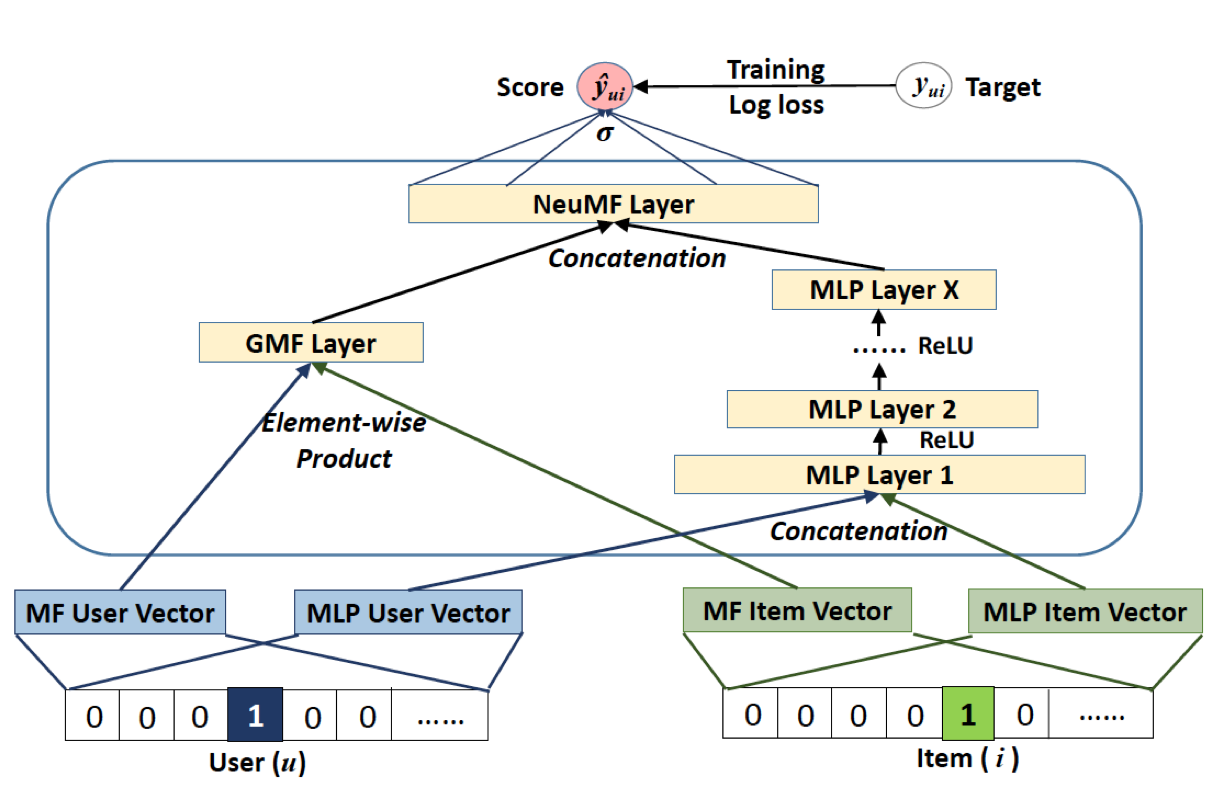 Score
ŷui
Training
Log loss
yui
Target
σ
NeuMF Layer
Concatenation
MLP Layer X
GMF Layer
...... ReLU
Element-wise
Product
MLP Layer 2
ReLU
MLP Layer 1
Concatenation
MF User Vector
MLP User Vector
MF Item Vector
MLP Item Vector
0 0 0 1 0 0 ......
0 0 0 0 1 0 ......
User (u)
Item ( i )